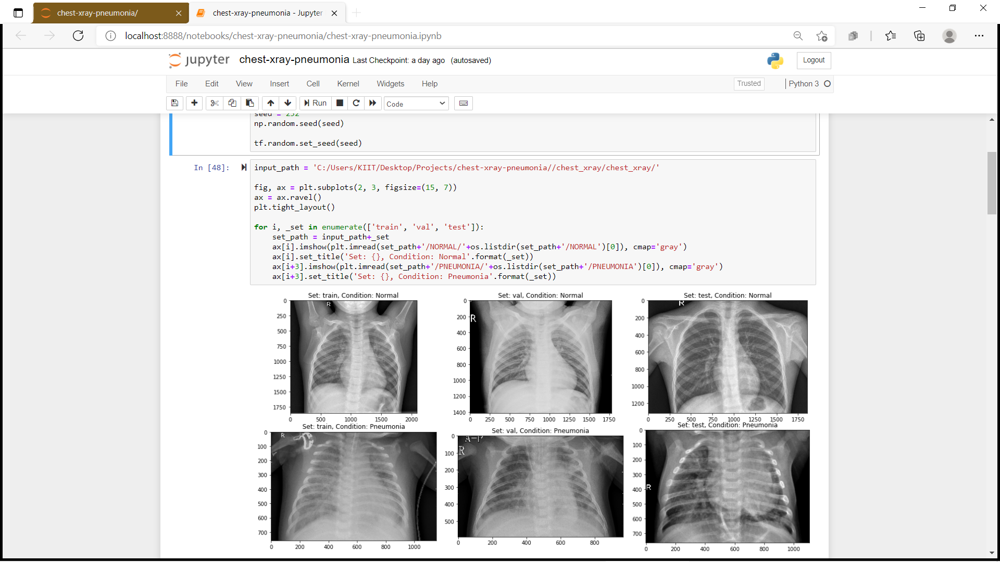 chest-xray-pneumonia/
chest-xray-pneumonia - Jupyter
localhost:8888/notebooks/chest-xray-pneumonia/chest-xray-pneumonia.ipynb
jupyter chest-xray-pneumonia Last Checkpoint: a day ago (autosaved)
Logout
File Edit View Insert Cell Kernel Widgets Help
Trusted
Python 3
Run
Code
seed = 252
np.random.seed(seed)
tf.random.set_seed(seed)
In [48]:
input_path = 'C:/Users/KIIT/Desktop/Projects/chest-xray-pneumonia//chest_xray/chest_xray/'
fig, ax = plt.subplots(2, 3, figsize=(15, 7))
ax = ax.ravel()
plt.tight_layout()
for i, _set in enumerate(['train', 'val', 'test']):
    set_path = input_path+_set
    ax[i].imshow(plt.imread(set_path+'/NORMAL/'+os.listdir(set_path+'/NORMAL')[0]), cmap='gray')
    ax[i].set_title('Set: {}, Condition: Normal'.format(_set))
    ax[i+3].imshow(plt.imread(set_path+'/PNEUMONIA/'+os.listdir(set_path+'/PNEUMONIA')[0]), cmap='gray')
    ax[i+3].set_title('Set: {}, Condition: Pneumonia'.format(_set))
Set: train, Condition: Normal
R
0
250
500
750
1000
1250
1500
1750
0 500 1000 1500 2000
Set: val, Condition: Normal
R
0
200
400
600
800
1000
1200
1400
0 250 500 750 1000 1250 1500 1750
Set: test, Condition: Normal
R
0
200
400
600
800
1000
1200
0 250 500 750 1000 1250 1500 1750
Set: train, Condition: Pneumonia
R
0
100
200
300
400
500
600
700
0 200 400 600 800 1000
Set: val, Condition: Pneumonia
A-P
R
0
100
200
300
400
500
0 200 400 600 800
Set: test, Condition: Pneumonia
R
0
100
200
300
400
500
600
700
0 200 400 600 800 1000